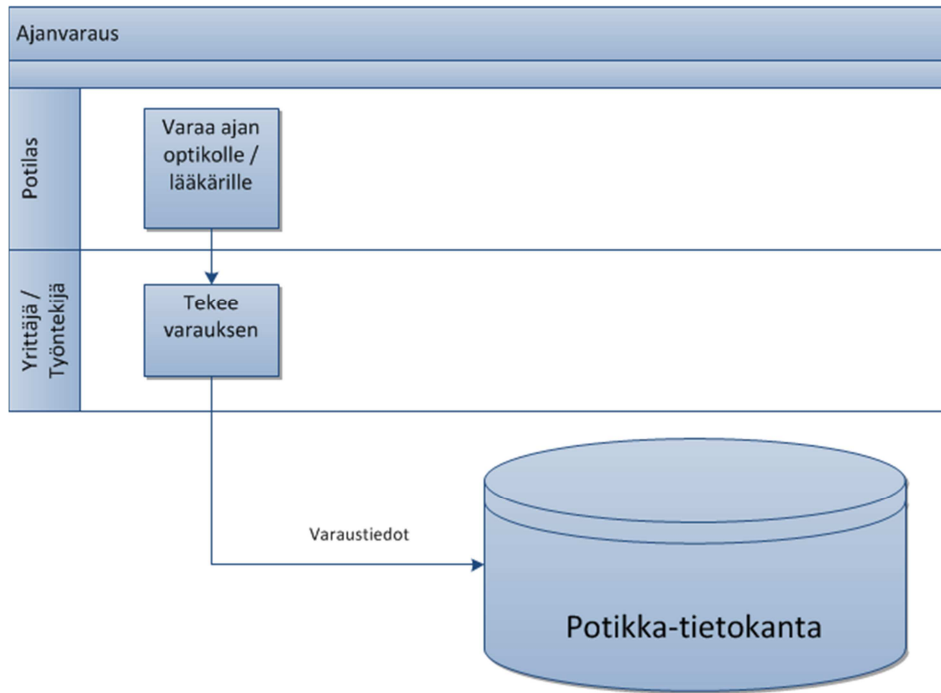 Ajanvaraus
Potilas
Varaa ajan
optikolle /
lääkärille
Yrittäjä /
Työntekijä
Tekee
varauksen
Varaustiedot
Potikka-tietokanta